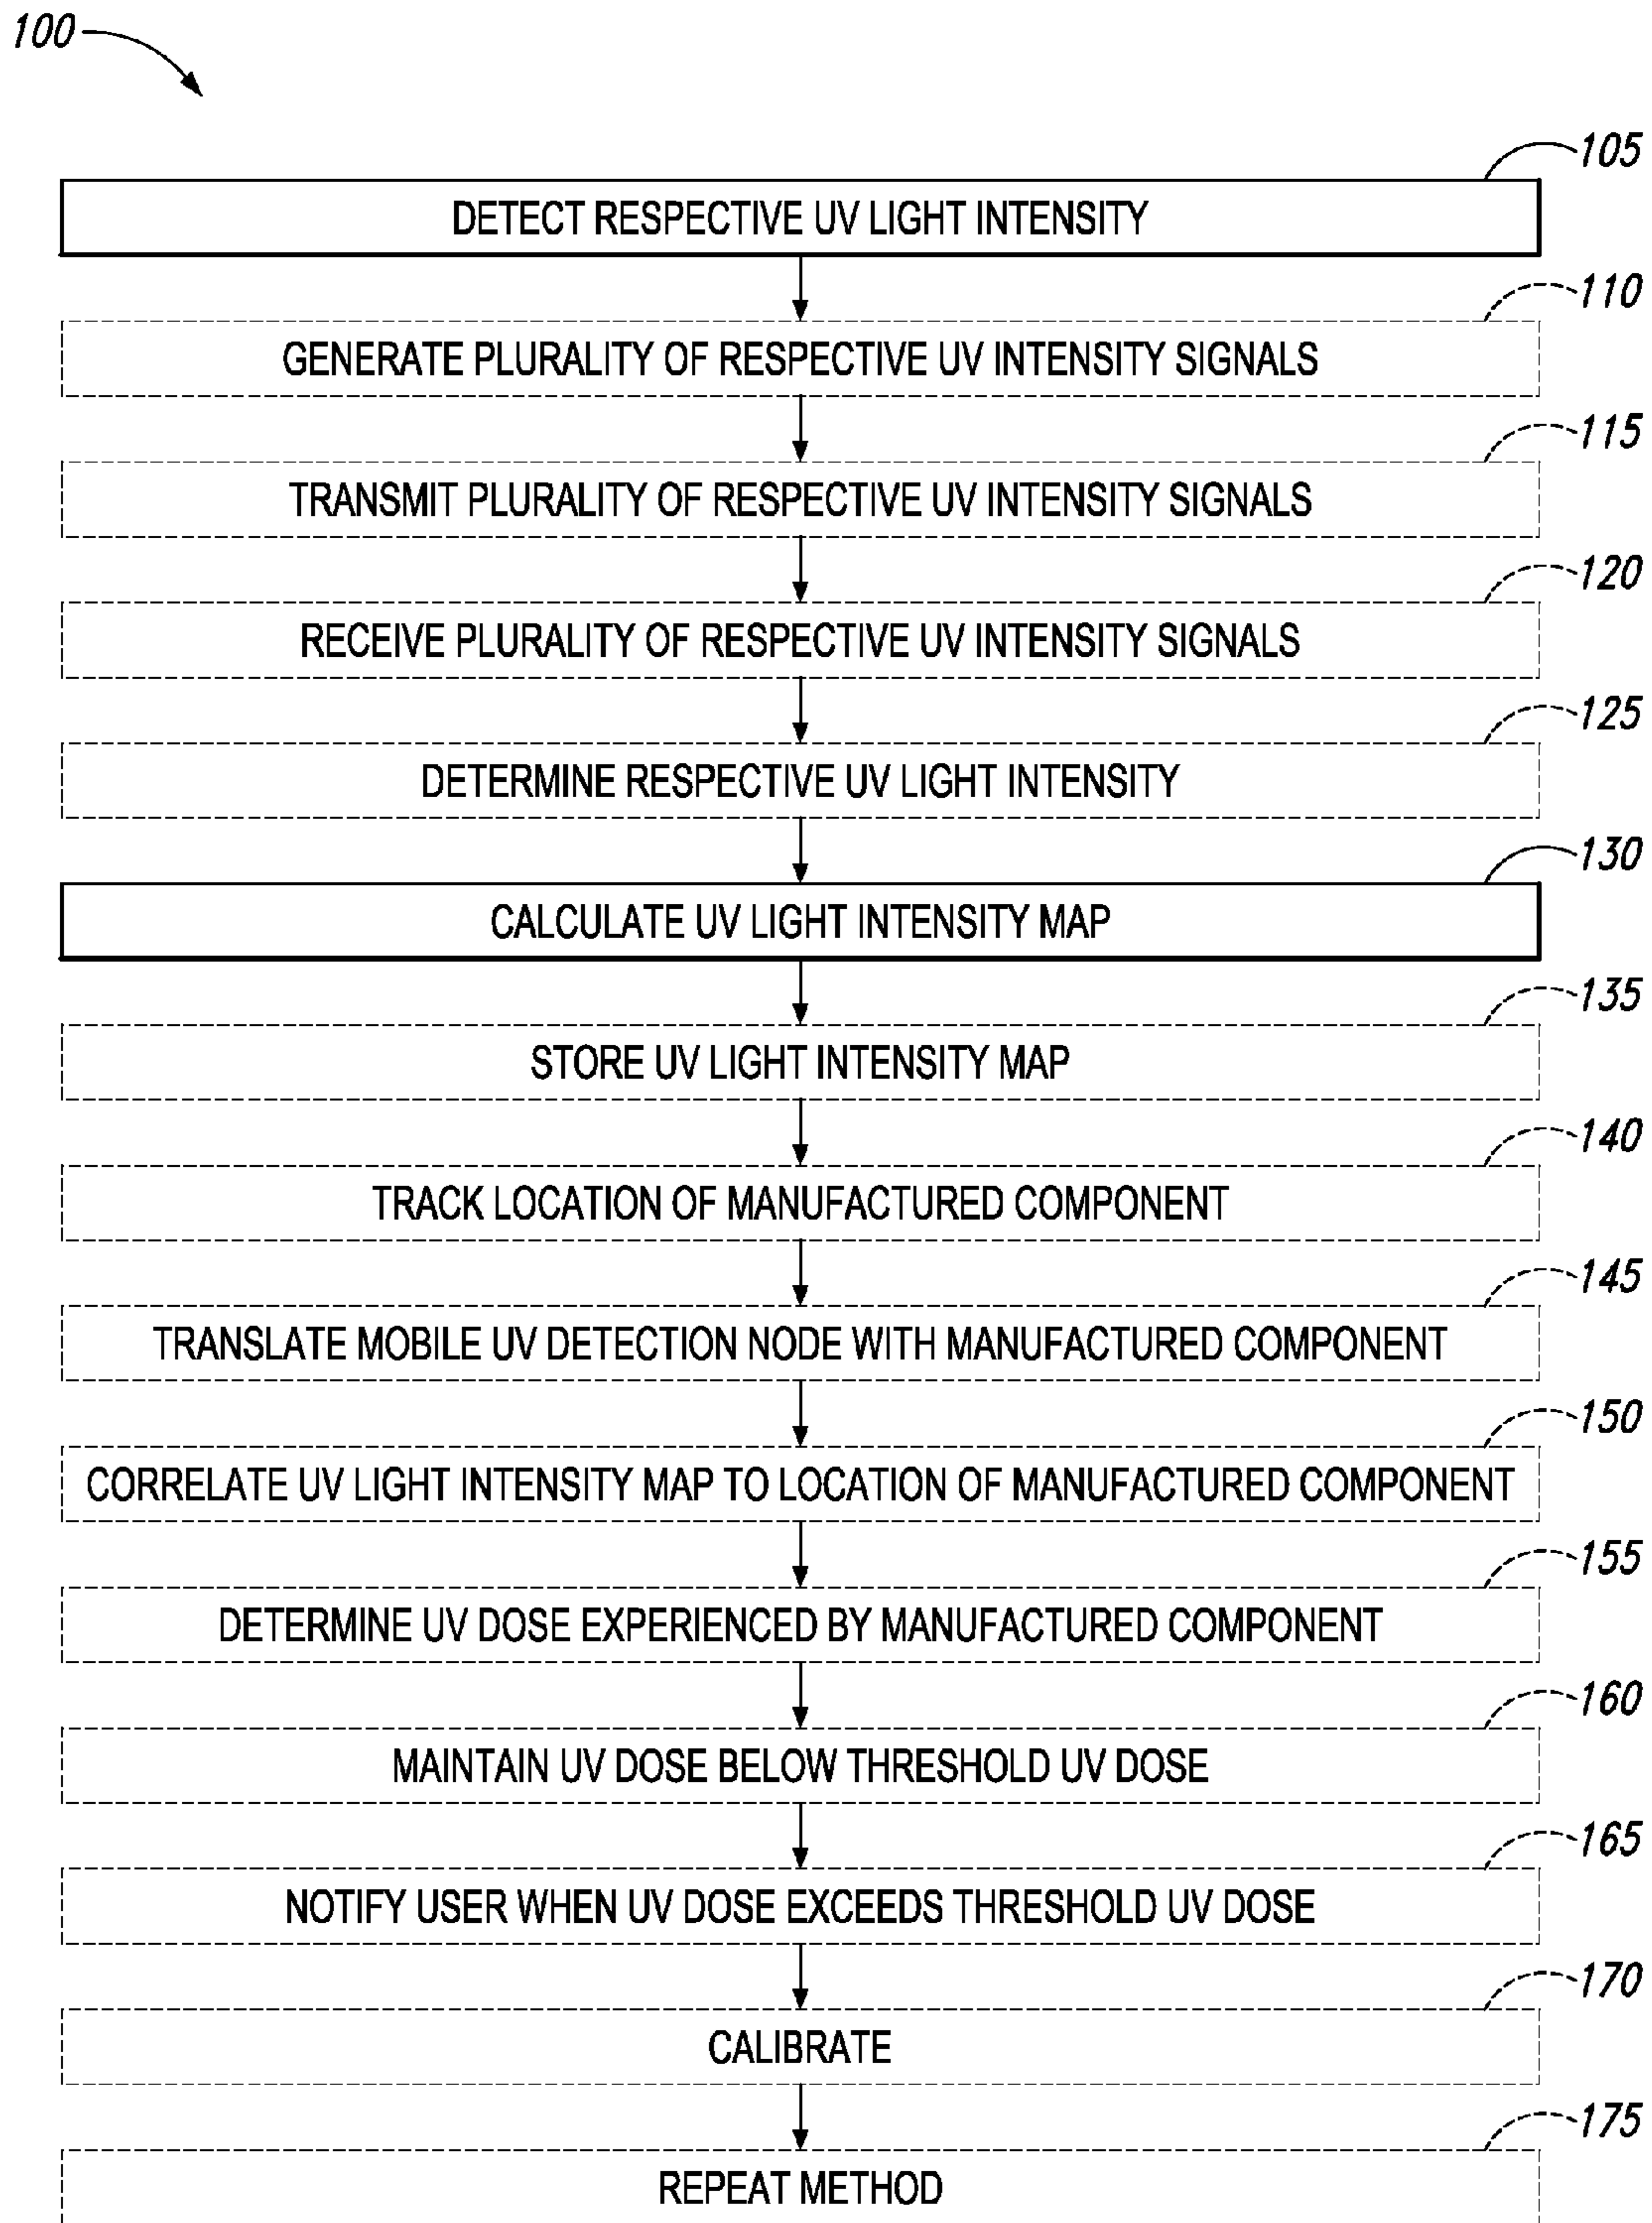 100
105
DETECT RESPECTIVE UV LIGHT INTENSITY
110
GENERATE PLURALITY OF RESPECTIVE UV INTENSITY SIGNALS
115
TRANSMIT PLURALITY OF RESPECTIVE UV INTENSITY SIGNALS
120
RECEIVE PLURALITY OF RESPECTIVE UV INTENSITY SIGNALS
125
DETERMINE RESPECTIVE UV LIGHT INTENSITY
130
CALCULATE UV LIGHT INTENSITY MAP
135
STORE UV LIGHT INTENSITY MAP
140
TRACK LOCATION OF MANUFACTURED COMPONENT
145
TRANSLATE MOBILE UV DETECTION NODE WITH MANUFACTURED COMPONENT
150
CORRELATE UV LIGHT INTENSITY MAP TO LOCATION OF MANUFACTURED COMPONENT
155
DETERMINE UV DOSE EXPERIENCED BY MANUFACTURED COMPONENT
160
MAINTAIN UV DOSE BELOW THRESHOLD UV DOSE
165
NOTIFY USER WHEN UV DOSE EXCEEDS THRESHOLD UV DOSE
170
CALIBRATE
175
REPEAT METHOD